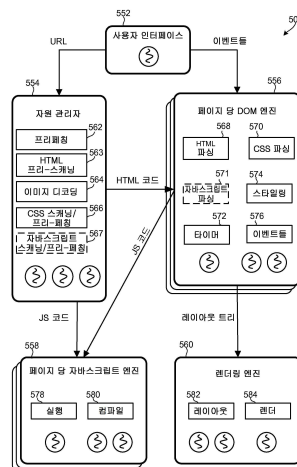 552
50
사용자 인터페이스
URL
이벤트들
554
556
자원 관리자
페이지 당 DOM 엔진
프리페칭
562
568
570
HTML
파싱
CSS 파싱
HTML
프리-스캐닝
563
이미지 디코딩
564
HTML 코드
571
자바스크립트
파싱
574
스타일링
CSS 스캐닝/
프리-페칭
566
자바스크립트
스캐닝/프리-페칭
567
572
타이머
576
이벤트들
JS 코드
JS 코드
레이아웃 트리
558
560
페이지 당 자바스크립트 엔진
렌더링 엔진
578
580
582
584
실행
컴파일
레이아웃
렌더